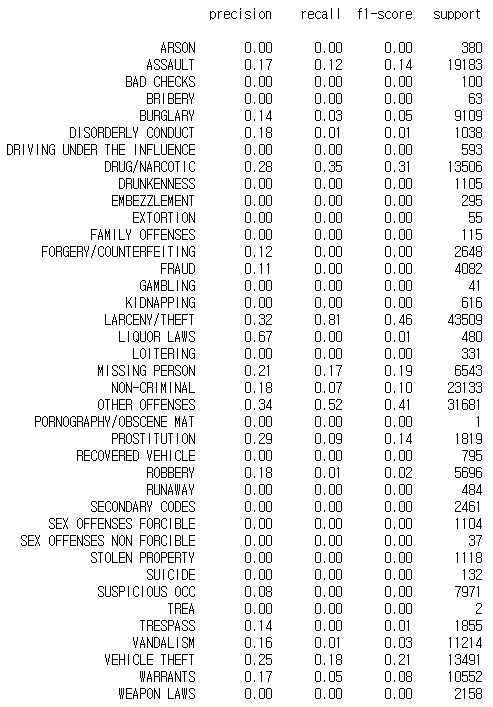 precision recall f1-score support
ARSON 0.00 0.00 0.00 380
ASSAULT 0.17 0.12 0.14 19183
BAD CHECKS 0.00 0.00 0.00 100
BRIBERY 0.00 0.00 0.00 63
BURGLARY 0.14 0.03 0.05 9109
DISORDERLY CONDUCT 0.18 0.01 0.01 1038
DRIVING UNDER THE INFLUENCE 0.00 0.00 0.00 593
DRUG/NARCOTIC 0.28 0.35 0.31 13506
DRUNKENNESS 0.00 0.00 0.00 1105
EMBEZZLEMENT 0.00 0.00 0.00 295
EXTORTION 0.00 0.00 0.00 55
FAMILY OFFENSES 0.00 0.00 0.00 115
FORGERY/COUNTERFEITING 0.12 0.00 0.00 2648
FRAUD 0.11 0.00 0.00 4082
GAMBLING 0.00 0.00 0.00 41
KIDNAPPING 0.00 0.00 0.00 616
LARCENY/THEFT 0.32 0.81 0.46 43509
LIQUOR LAWS 0.67 0.00 0.01 480
LOITERING 0.00 0.00 0.00 331
MISSING PERSON 0.21 0.17 0.19 6543
NON-CRIMINAL 0.18 0.07 0.10 23133
OTHER OFFENSES 0.34 0.52 0.41 31681
PORNOGRAPHY/OBSCENE MAT 0.00 0.00 0.00 1
PROSTITUTION 0.29 0.09 0.14 1819
RECOVERED VEHICLE 0.00 0.00 0.00 795
ROBBERY 0.18 0.01 0.02 5696
RUNAWAY 0.00 0.00 0.00 484
SECONDARY CODES 0.00 0.00 0.00 2461
SEX OFFENSES FORCIBLE 0.00 0.00 0.00 1104
SEX OFFENSES NON FORCIBLE 0.00 0.00 0.00 37
STOLEN PROPERTY 0.00 0.00 0.00 1118
SUICIDE 0.00 0.00 0.00 132
SUSPICIOUS OCC 0.08 0.00 0.00 7971
TREA 0.00 0.00 0.00 2
TRESPASS 0.14 0.00 0.01 1855
VANDALISM 0.16 0.01 0.03 11214
VEHICLE THEFT 0.25 0.18 0.21 13491
WARRANTS 0.17 0.05 0.08 10552
WEAPON LAWS 0.00 0.00 0.00 2158